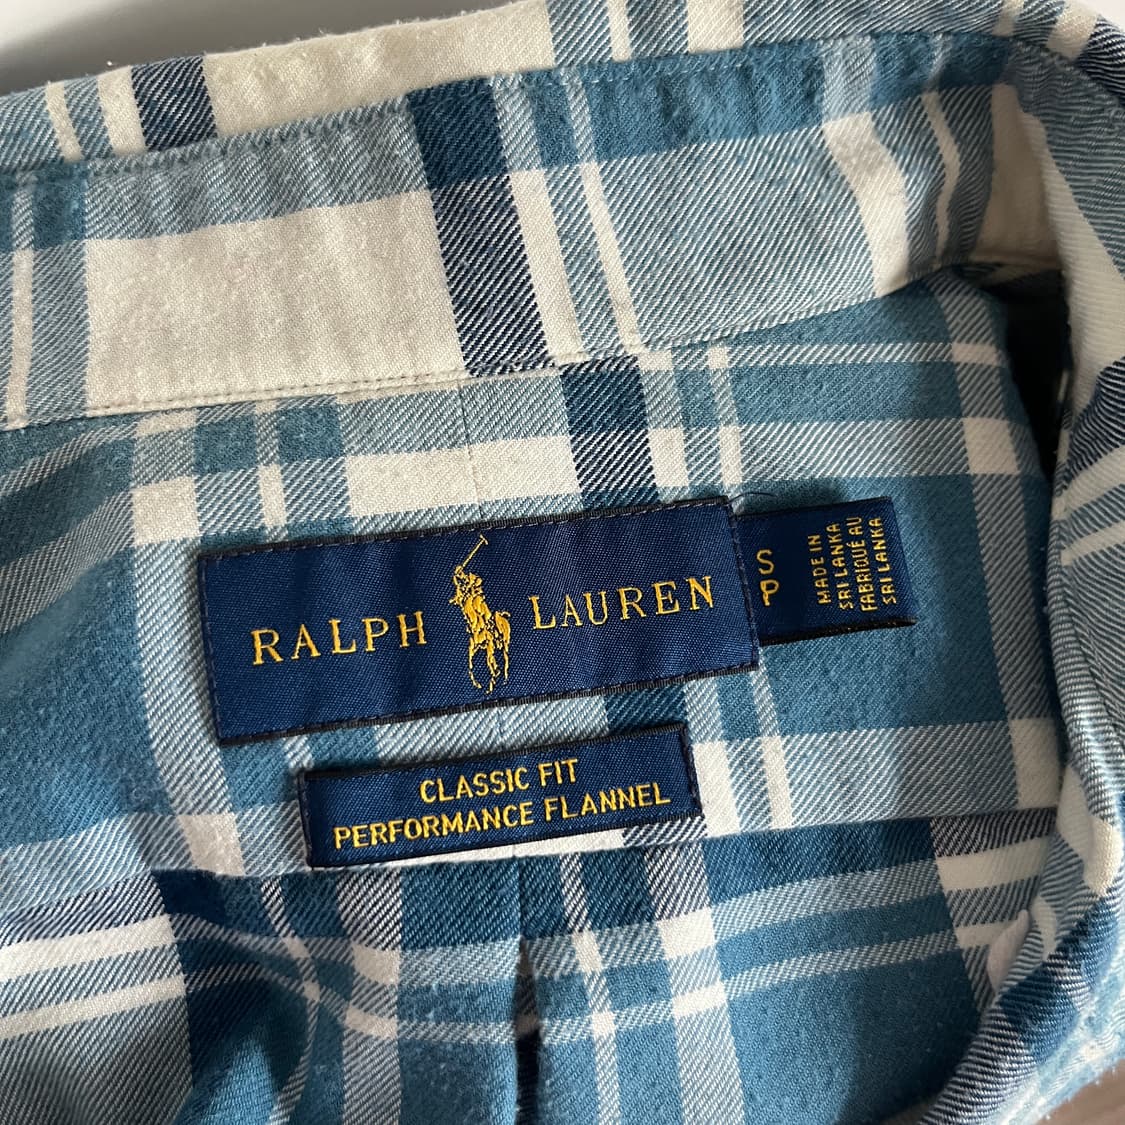 RALPH LAUREN
S
P
MADE IN
SRI LANKA
FABRIQUÉ AU
SRI LANKA
CLASSIC FIT
PERFORMANCE FLANNEL